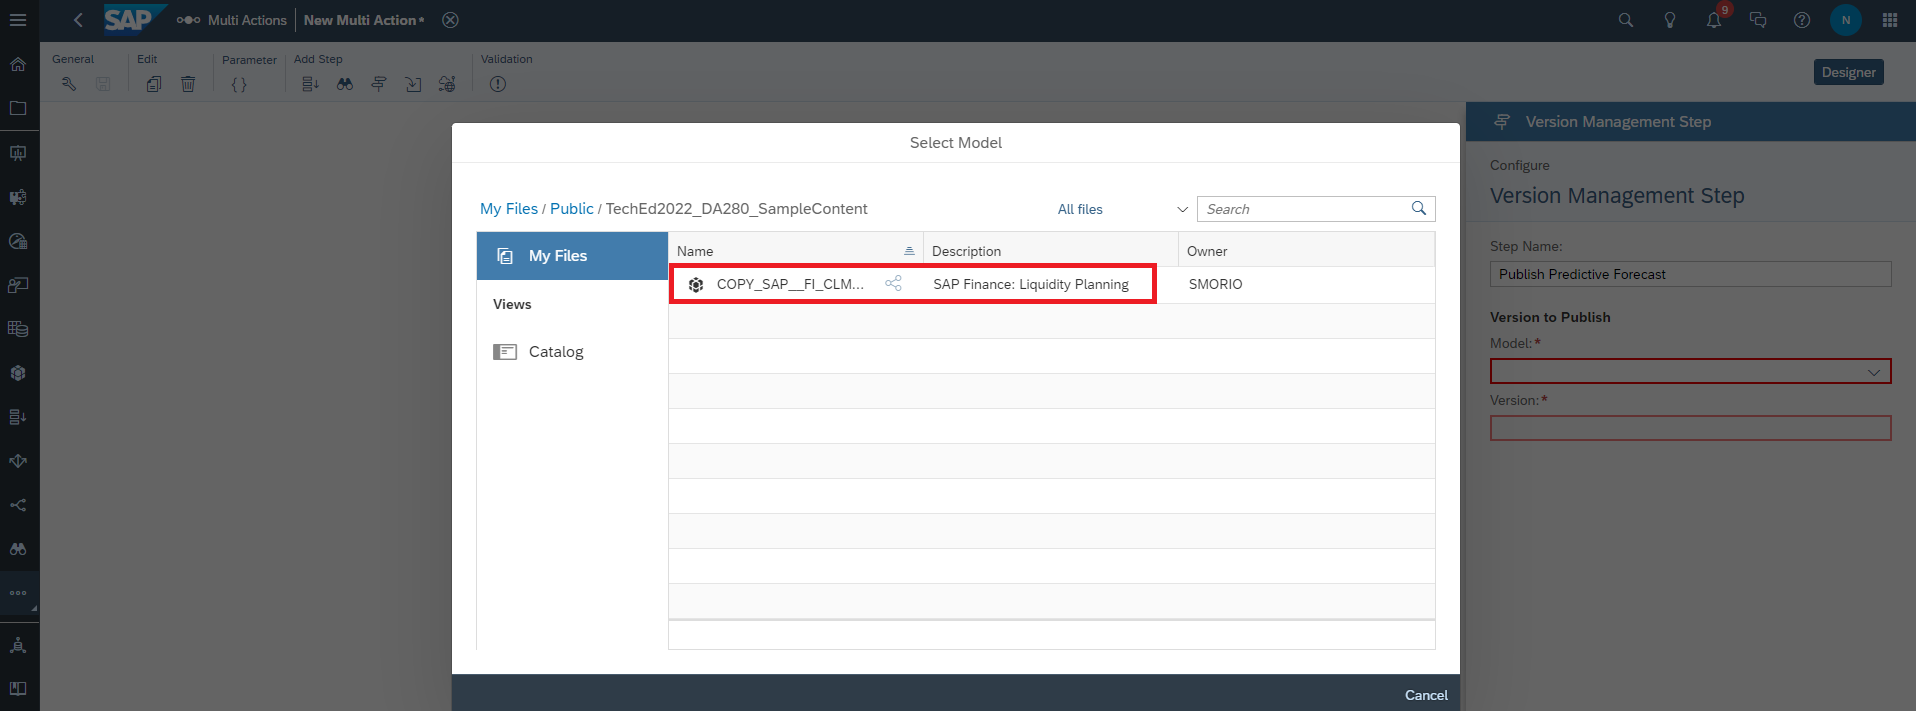 SAP Multi Actions New Multi Action* 9 N
General Edit Parameter Add Step Validation
Designer
Select Model
Version Management Step
Configure
Version Management Step
My Files / Public / TechEd2022_DA280_SampleContent All files Search
My Files
Name Description Owner
COPY_SAP__FI_CLM... SAP Finance: Liquidity Planning SMORIO
Views
Catalog
Step Name:
Publish Predictive Forecast
Version to Publish
Model:*
Version:*
Cancel